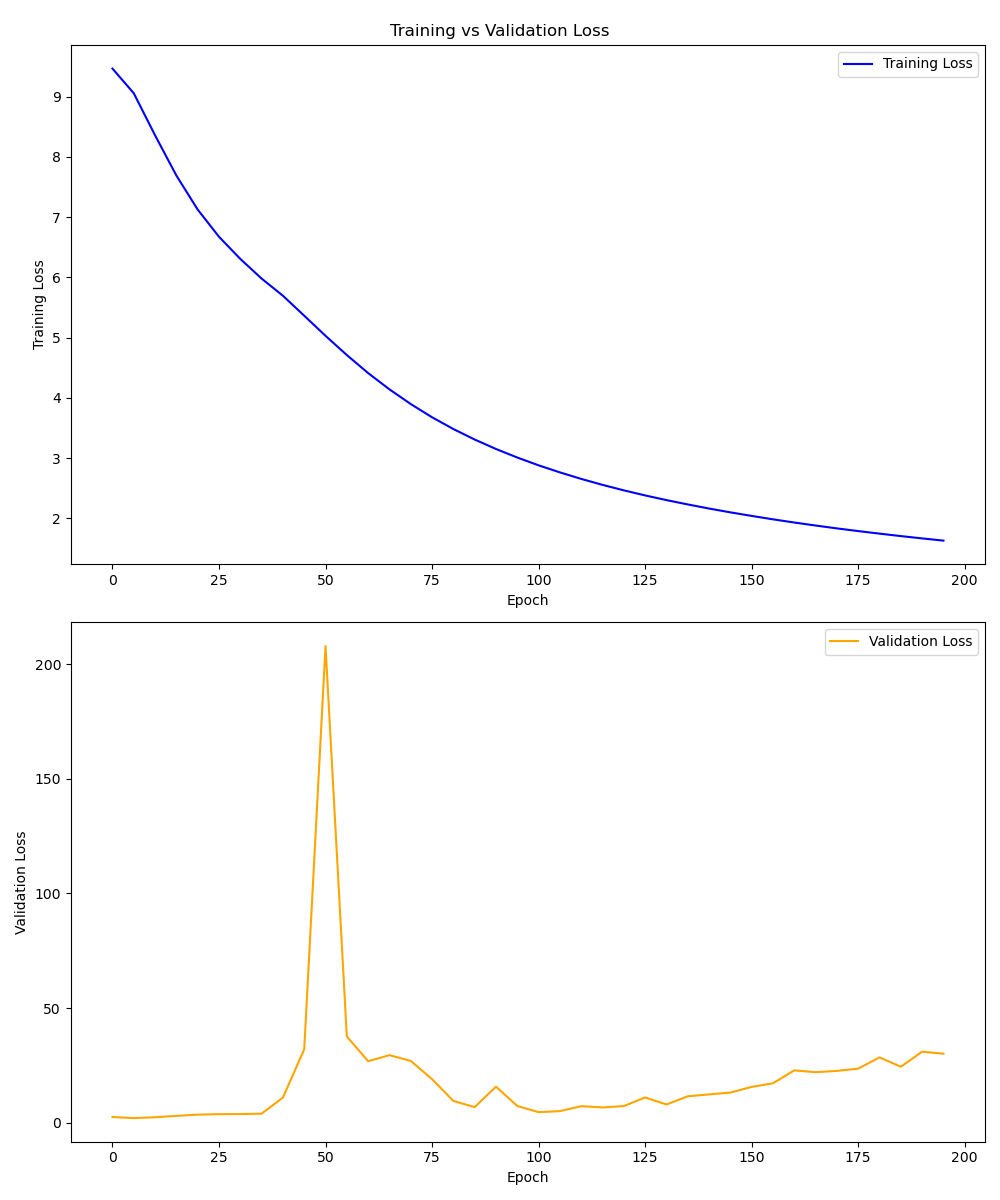 Training vs Validation Loss
Training Loss
9
8
7
6
5
4
3
2
Training Loss
0 25 50 75 100 125 150 175 200
Epoch
Validation Loss
200
150
100
50
0
Validation Loss
0 25 50 75 100 125 150 175 200
Epoch